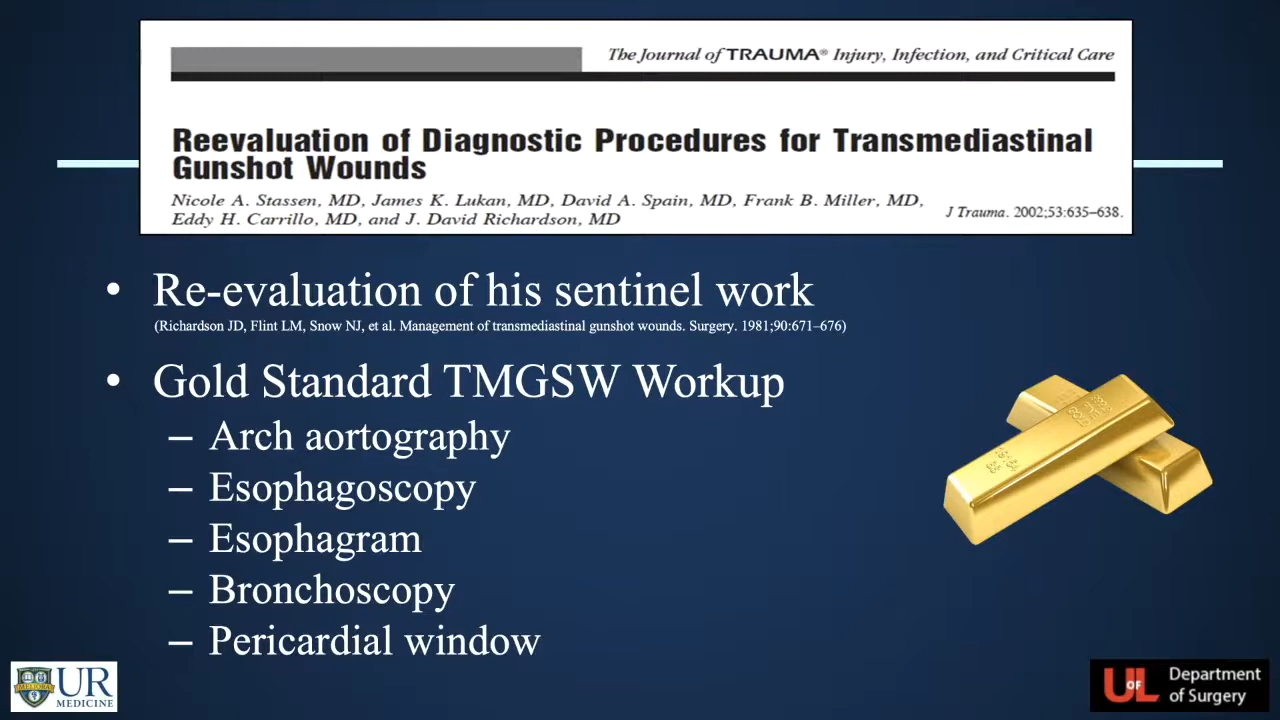 The Journal of TRAUMA® Injury, Infection, and Critical Care
Reevaluation of Diagnostic Procedures for Transmediastinal
Gunshot Wounds
Nicole A. Stassen, MD, James K. Lukan, MD, David A. Spain, MD, Frank B. Miller, MD,
Eddy H. Carrillo, MD, and J. David Richardson, MD
J Trauma. 2002;53:635–638.
• Re-evaluation of his sentinel work
(Richardson JD, Flint LM, Snow NJ, et al. Management of transmediastinal gunshot wounds. Surgery. 1981;90:671–676)
• Gold Standard TMGSW Workup
– Arch aortography
– Esophagoscopy
– Esophagram
– Bronchoscopy
– Pericardial window
MELIORA
UR
MEDICINE
UofL
Department
of Surgery